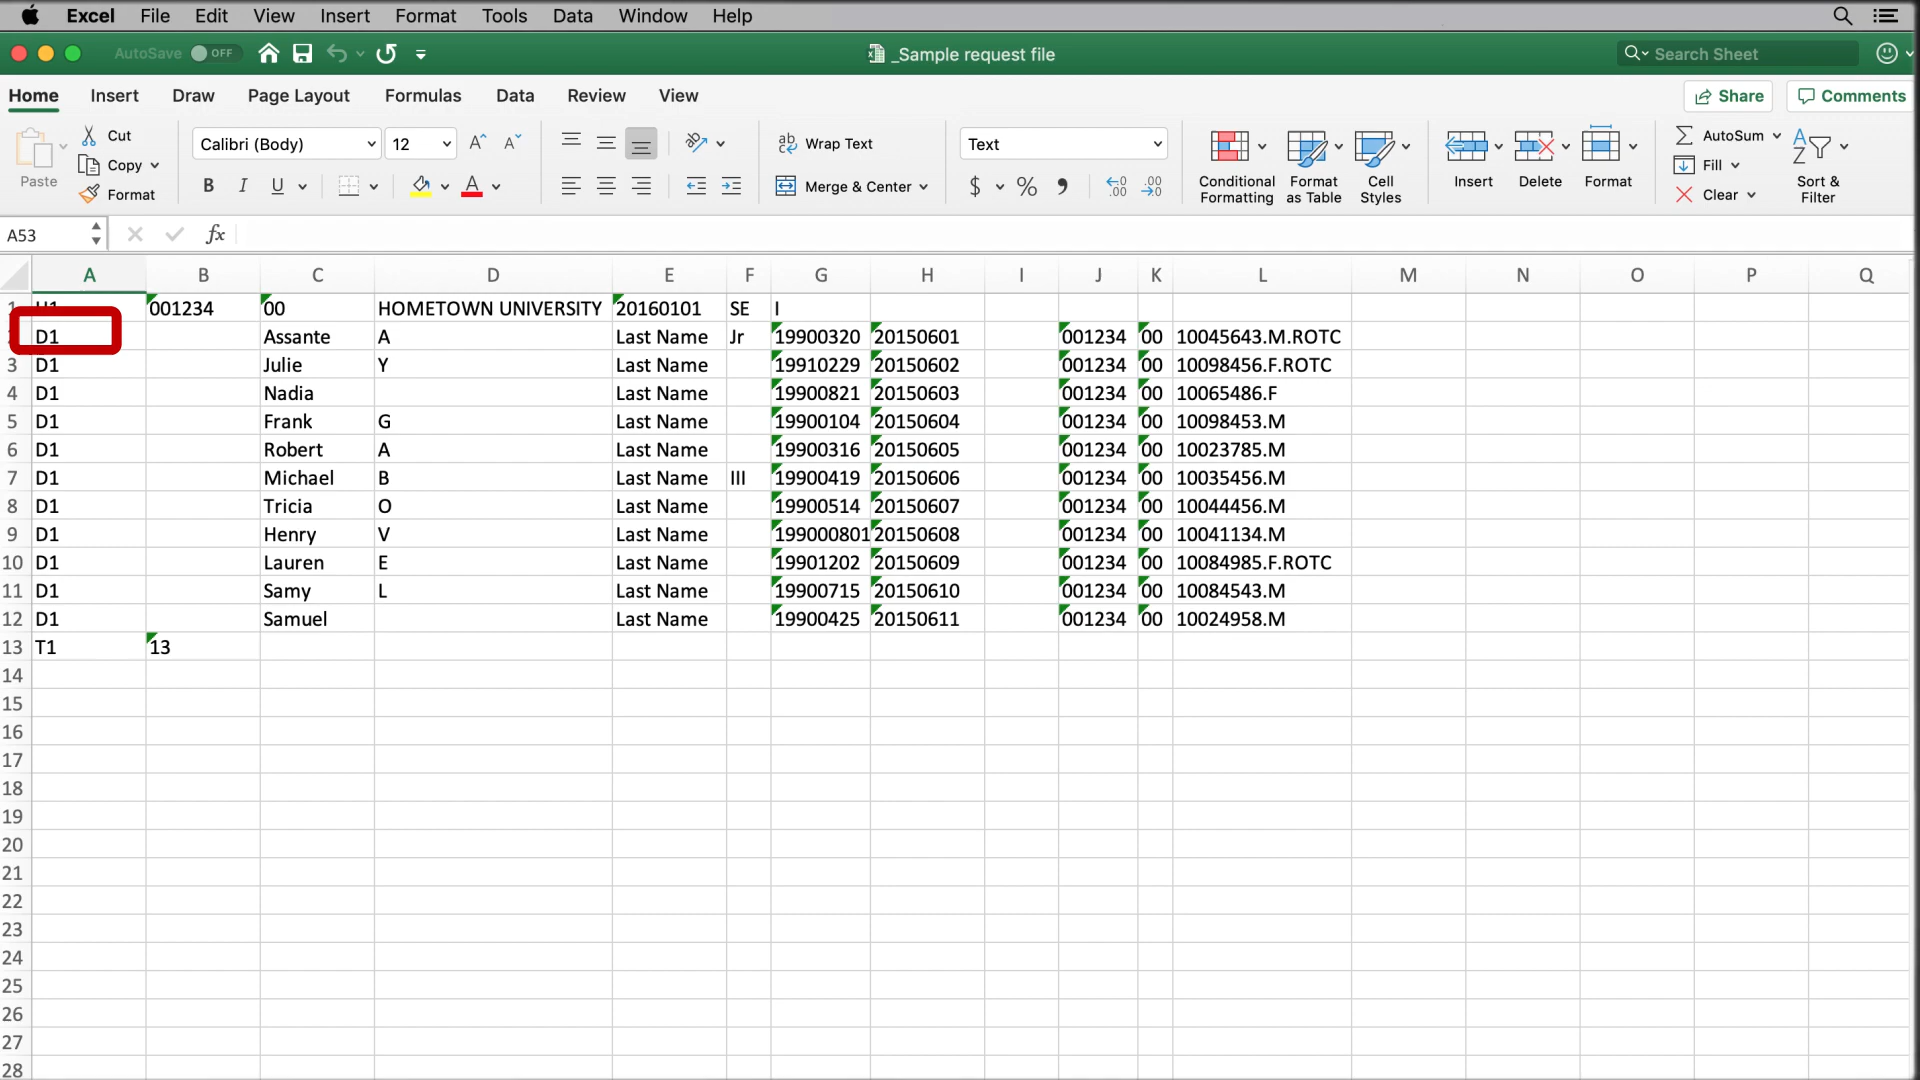 Excel File Edit View Insert Format Tools Data Window Help
AutoSave OFF _Sample request file Search Sheet
Home Insert Draw Page Layout Formulas Data Review View Share Comments
Paste Cut Copy Format
Calibri (Body) 12 A^ A˅
B I U A
Wrap Text
Merge & Center
Text
$ % 9 .0 .00 .00 .0
Conditional Formatting
Format as Table
Cell Styles
Insert Delete Format
AutoSum
Fill
Clear
Sort & Filter
A53 fx
A B C D E F G H I J K L M N O P Q
1 001234 00 HOMETOWN UNIVERSITY 20160101 SE I
D1 Assante A Last Name Jr 19900320 20150601 001234 00 10045643.M.ROTC
3 D1 Julie Y Last Name 19910229 20150602 001234 00 10098456.F.ROTC
4 D1 Nadia Last Name 19900821 20150603 001234 00 10065486.F
5 D1 Frank G Last Name 19900104 20150604 001234 00 10098453.M
6 D1 Robert A Last Name 19900316 20150605 001234 00 10023785.M
7 D1 Michael B Last Name III 19900419 20150606 001234 00 10035456.M
8 D1 Tricia O Last Name 19900514 20150607 001234 00 10044456.M
9 D1 Henry V Last Name 199000801 20150608 001234 00 10041134.M
10 D1 Lauren E Last Name 19901202 20150609 001234 00 10084985.F.ROTC
11 D1 Samy L Last Name 19900715 20150610 001234 00 10084543.M
12 D1 Samuel Last Name 19900425 20150611 001234 00 10024958.M
13 T1 13
14
15
16
17
18
19
20
21
22
23
24
25
26
27
28